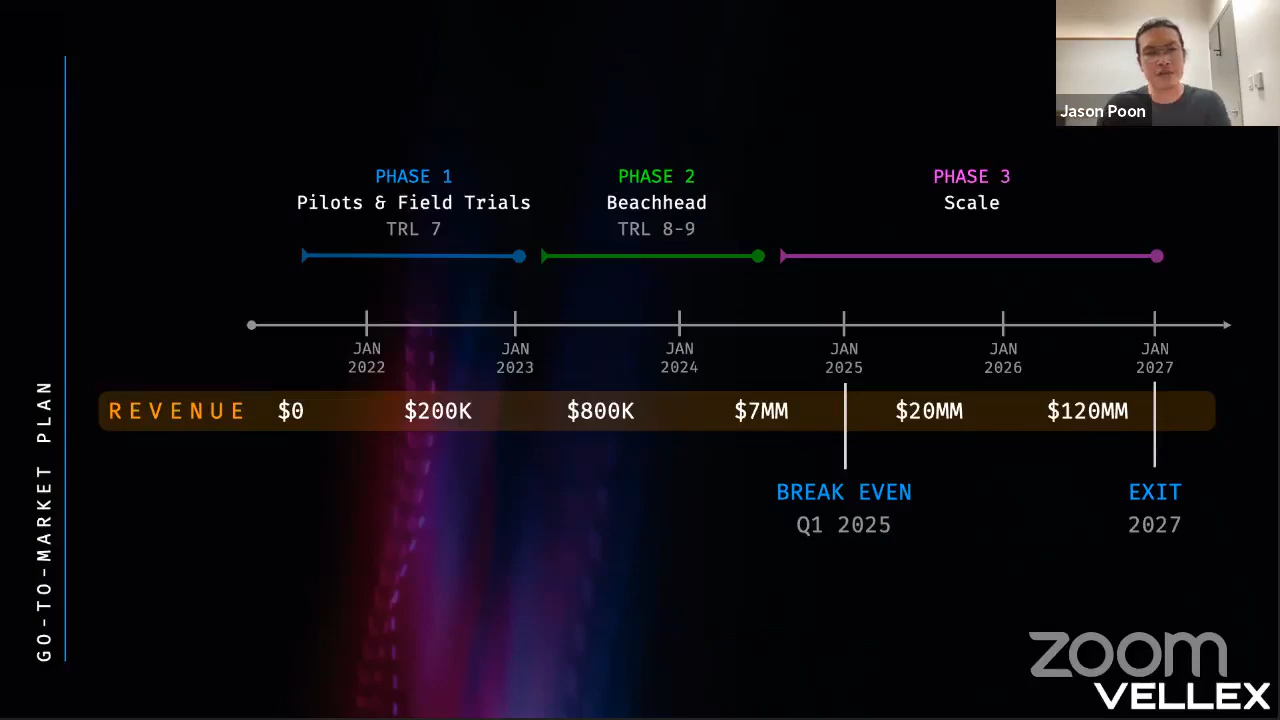 Jason Poon
PHASE 1
Pilots & Field Trials
TRL 7
PHASE 2
Beachhead
TRL 8-9
PHASE 3
Scale
JAN
2022
JAN
2023
JAN
2024
JAN
2025
JAN
2026
JAN
2027
REVENUE $0 $200K $800K $7MM $20MM $120MM
BREAK EVEN
Q1 2025
EXIT
2027
GO-TO-MARKET PLAN
zoom
VELLEX